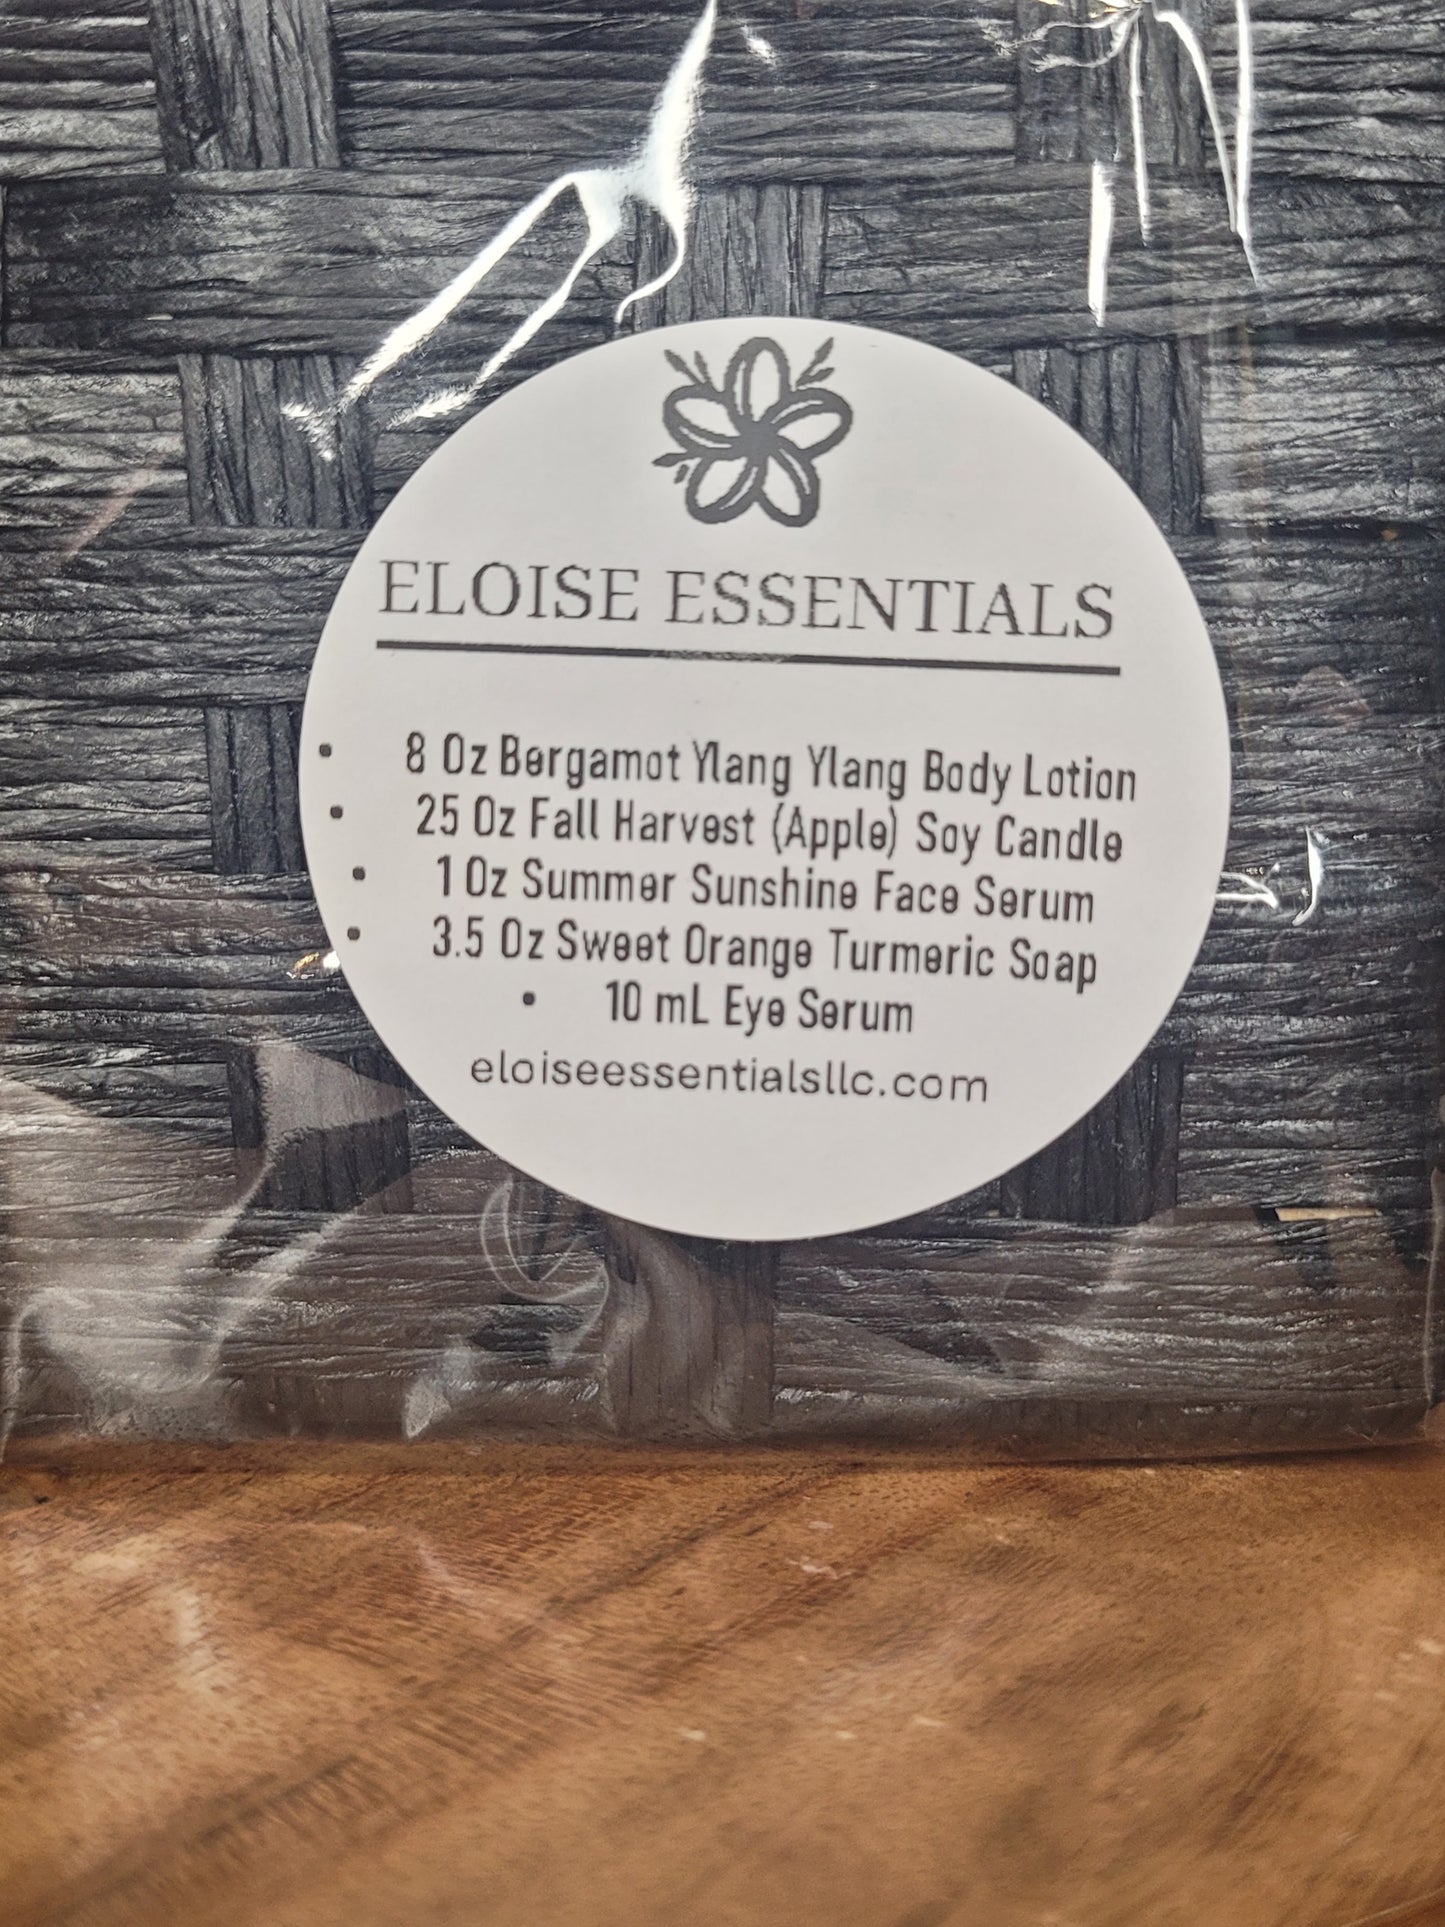 ELOISE ESSENTIALS
• 8 Oz Bergamot Ylang Ylang Body Lotion
• 25 Oz Fall Harvest (Apple) Soy Candle
• 1 Oz Summer Sunshine Face Serum
• 3.5 Oz Sweet Orange Turmeric Soap
• 10 mL Eye Serum
eloiseessentialsllc.com